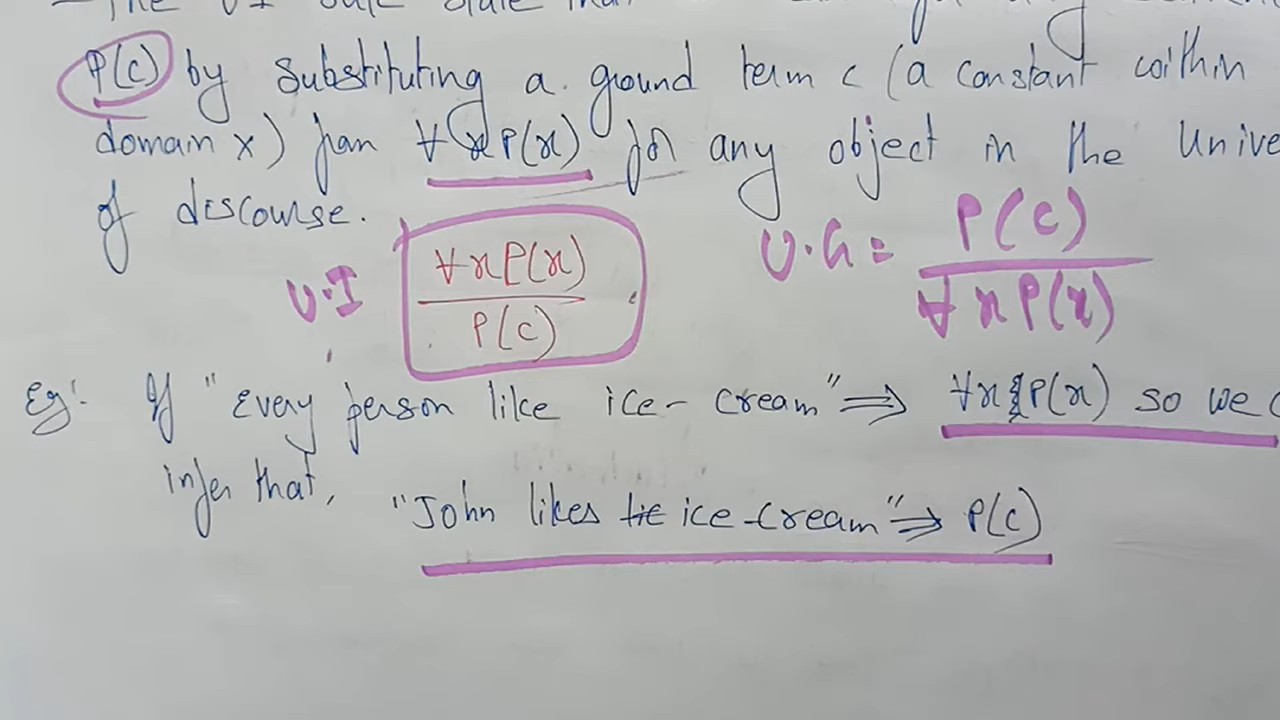 P(c) by substituting a ground term c (a constant within
domain x) fan ∀x P(x) for any object in the Unive
of discourse.
U.I ∀x P(x)
P(c)
U.G = P(c)
∀x P(x)
Eg: If "Every person like ice-cream" ⇒ ∀x P(x) so we c
infer that,
"John likes ice-cream" ⇒ P(c)